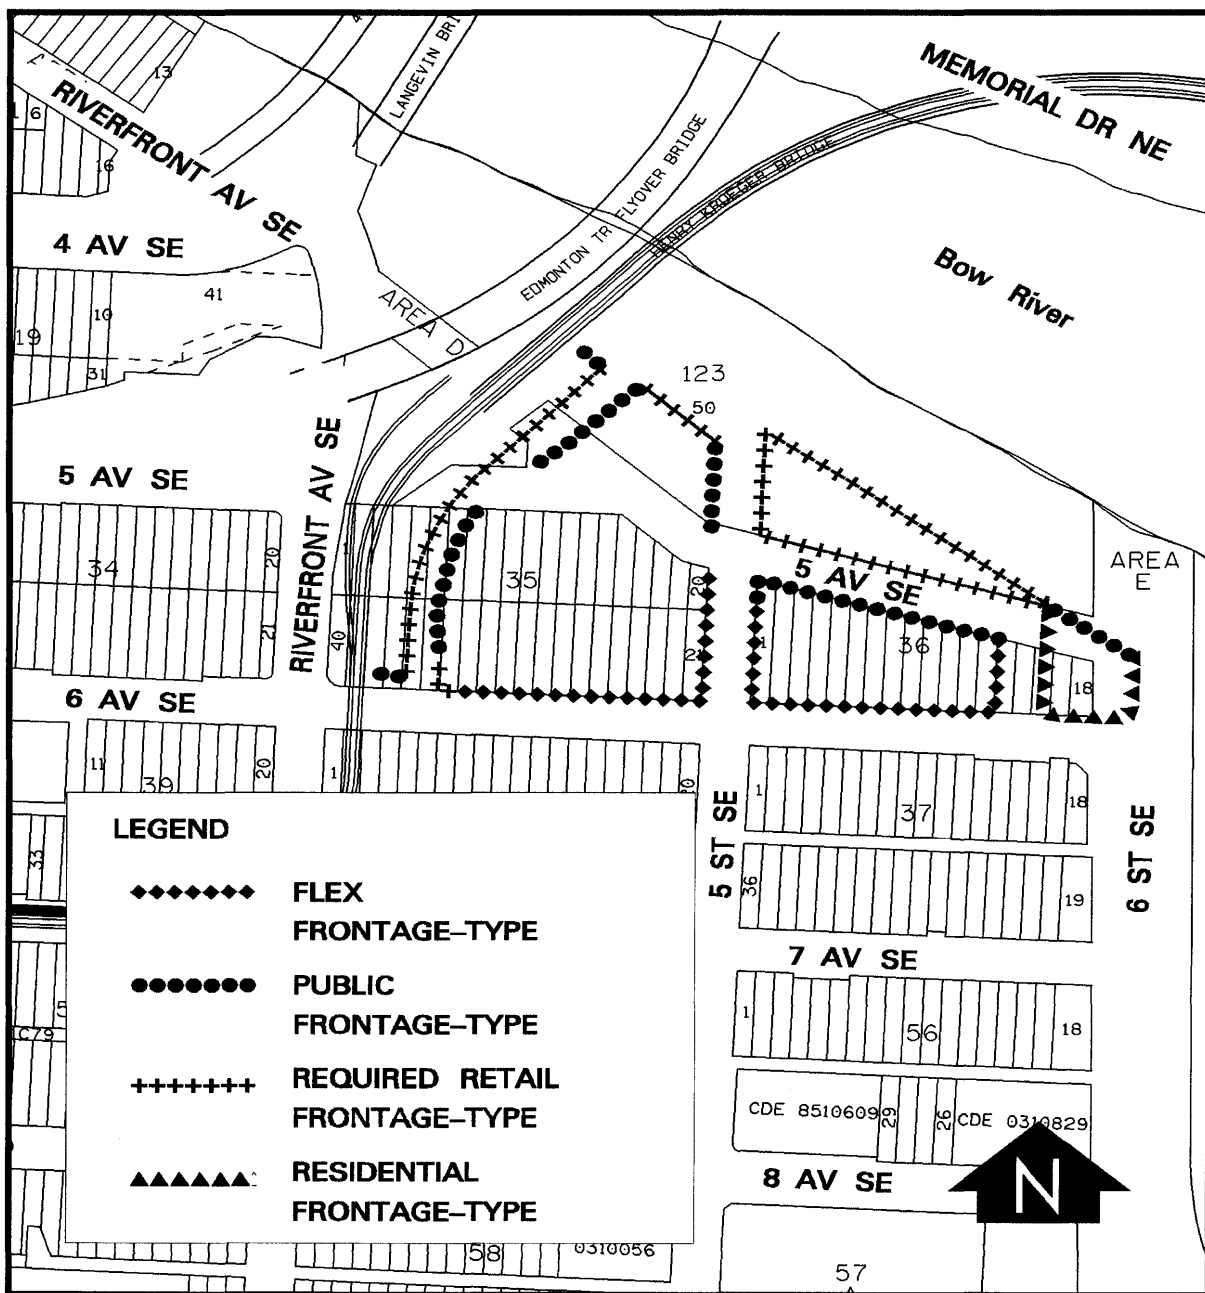 LANGEVIN BRI
MEMORIAL DR NE
13
6
RIVERFRONT AV SE
16
EDMONTON TR FLYOVER BRIDGE
HENRY KRUEGER BRIDGE
4 AV SE
Bow River
41
10
19
31
AREA D
123
50
5 AV SE
RIVERFRONT AV SE
1
34
20
21
35
20
40
5 AV SE
1
36
18
AREA
E
6 AV SE
11
39
20
1
20
1
37
18
5 ST SE
6 ST SE
36
19
33
7 AV SE
1
56
18
C79
CDE 8510609
29
26
CDE 0310829
8 AV SE
N
57
58
0310056
LEGEND
FLEX
FRONTAGE–TYPE
PUBLIC
FRONTAGE–TYPE
REQUIRED RETAIL
FRONTAGE–TYPE
RESIDENTIAL
FRONTAGE–TYPE